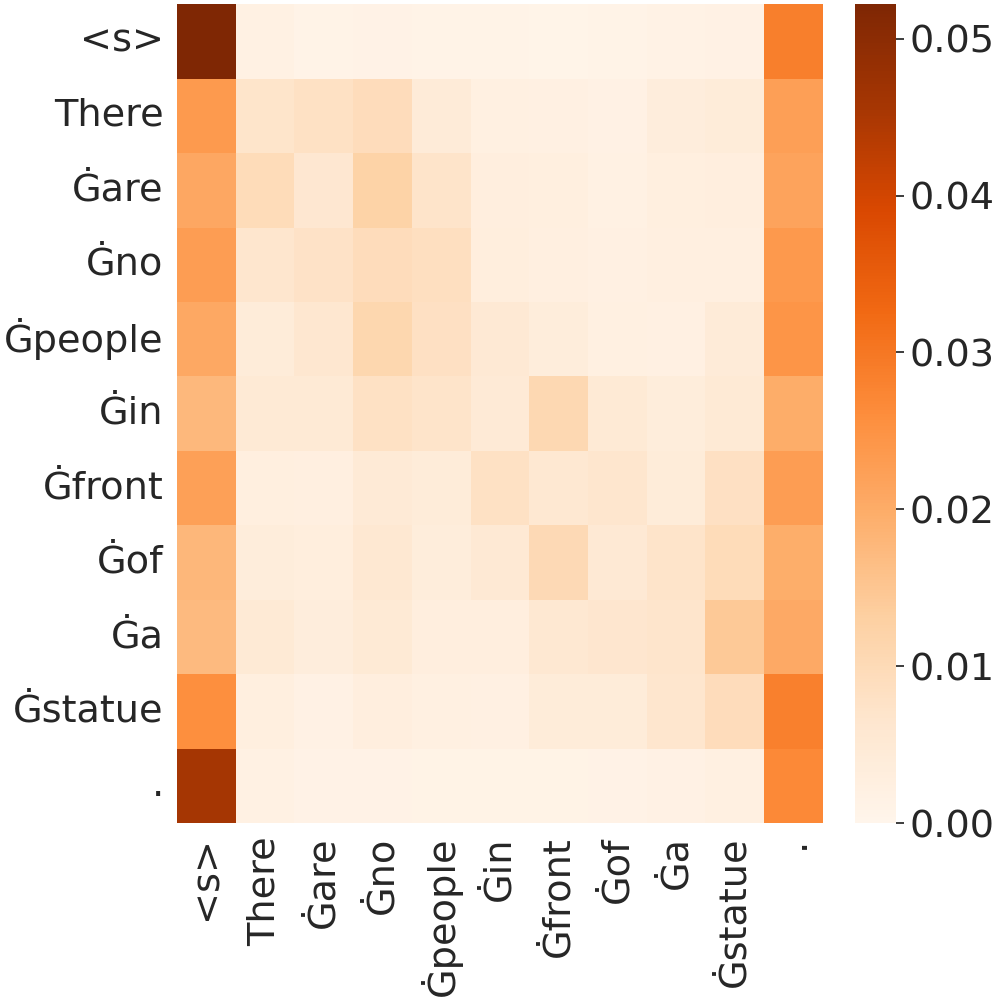 <s>
There
Ġare
Ġno
Ġpeople
Ġin
Ġfront
Ġof
Ġa
Ġstatue
.
<s>
There
Ġare
Ġno
Ġpeople
Ġin
Ġfront
Ġof
Ġa
Ġstatue
.
0.05
0.04
0.03
0.02
0.01
0.00